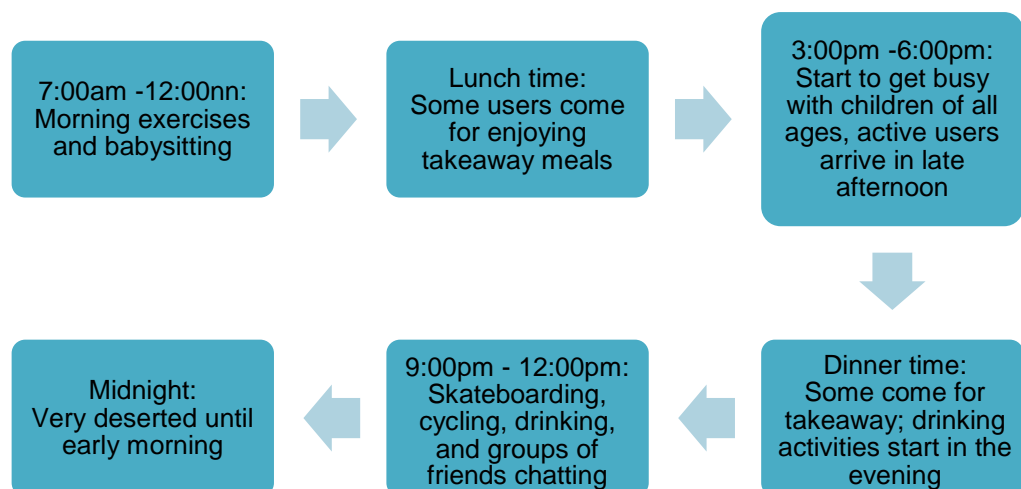 7:00am -12:00nn:
Morning exercises
and babysitting
Lunch time:
Some users come
for enjoying
takeaway meals
3:00pm -6:00pm:
Start to get busy
with children of all
ages, active users
arrive in late
afternoon
Dinner time:
Some come for
takeaway; drinking
activities start in the
evening
9:00pm - 12:00pm:
Skateboarding,
cycling, drinking,
and groups of
friends chatting
Midnight:
Very deserted until
early morning